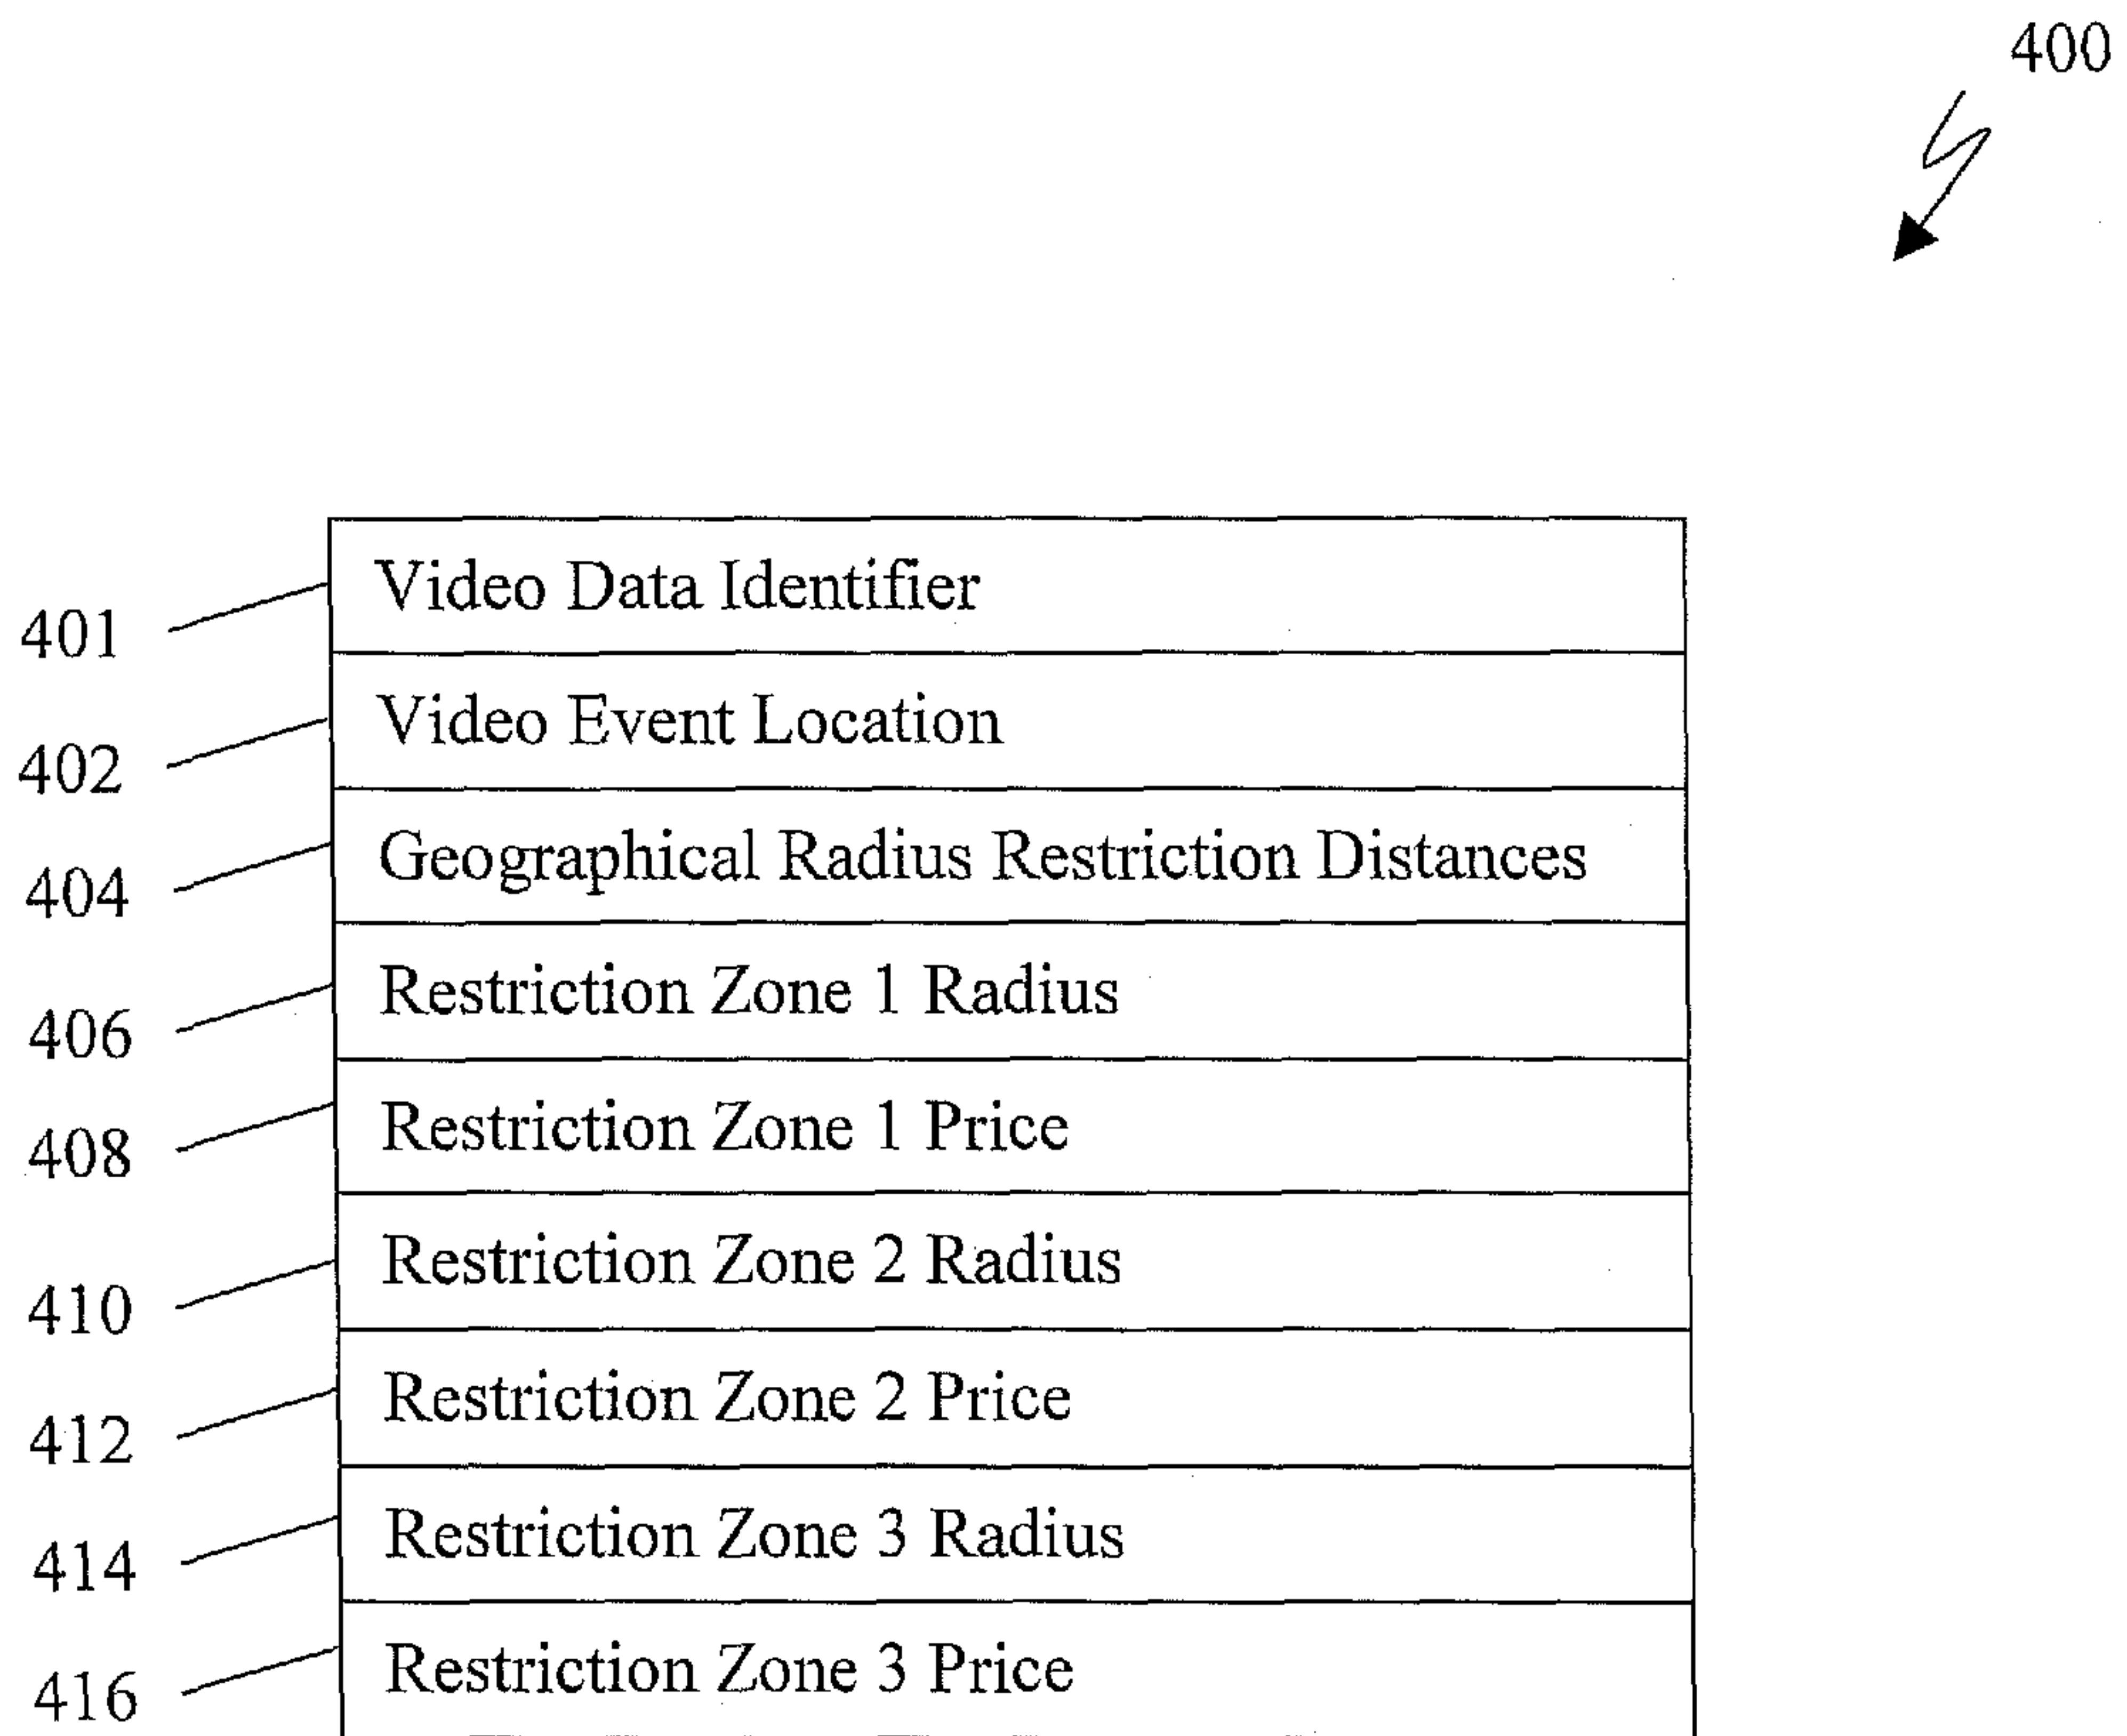 400
401 Video Data Identifier
402 Video Event Location
404 Geographical Radius Restriction Distances
406 Restriction Zone 1 Radius
408 Restriction Zone 1 Price
410 Restriction Zone 2 Radius
412 Restriction Zone 2 Price
414 Restriction Zone 3 Radius
416 Restriction Zone 3 Price